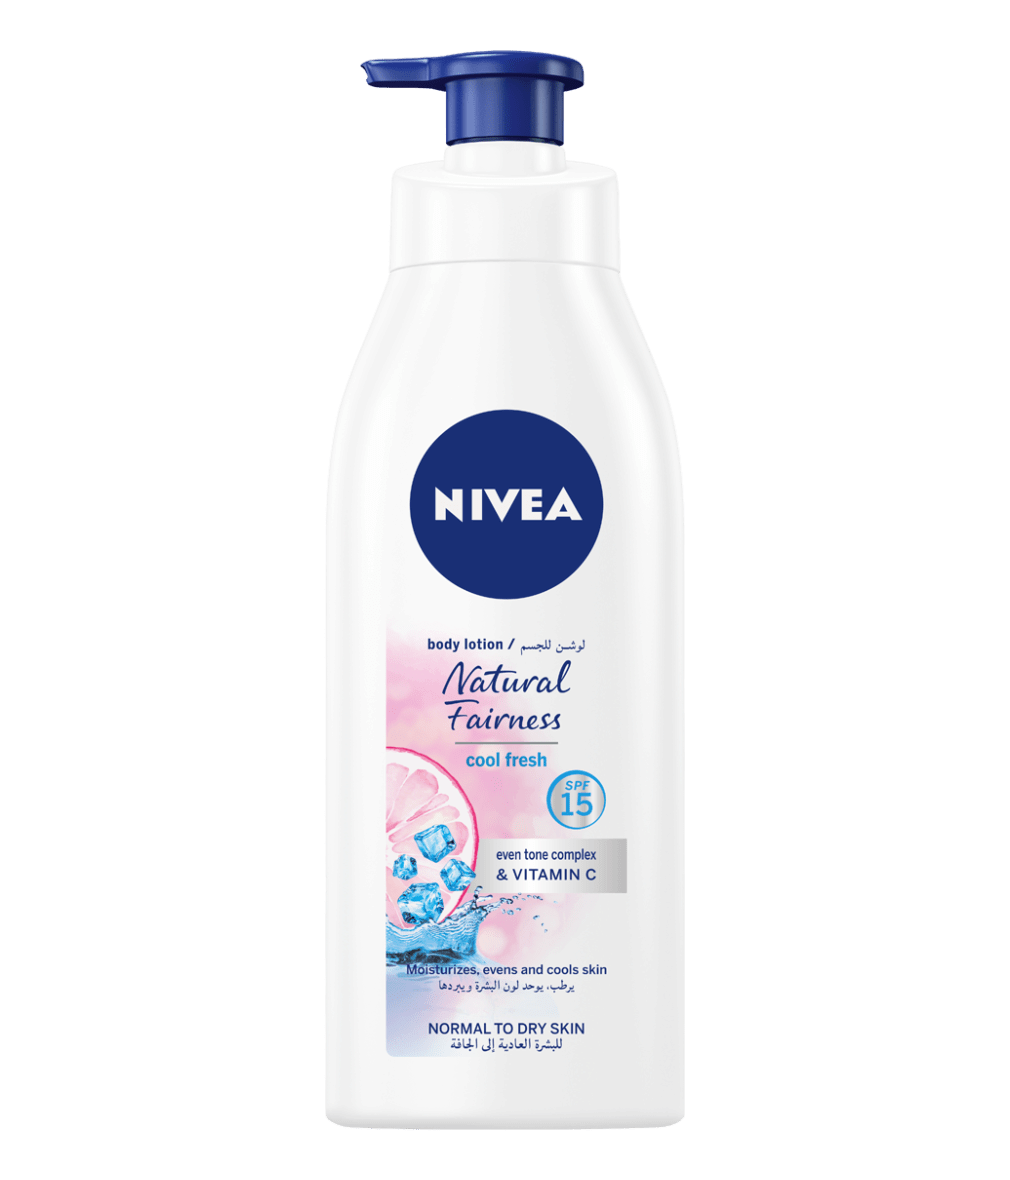 NIVEA
body lotion / لوشن للجسم
Natural
Fairness
cool fresh
SPF
15
even tone complex
& VITAMIN C
Moisturizes, evens and cools skin
يرطب، يوحد لون البشرة ويبردها
NORMAL TO DRY SKIN
للبشرة العادية إلى الجافة